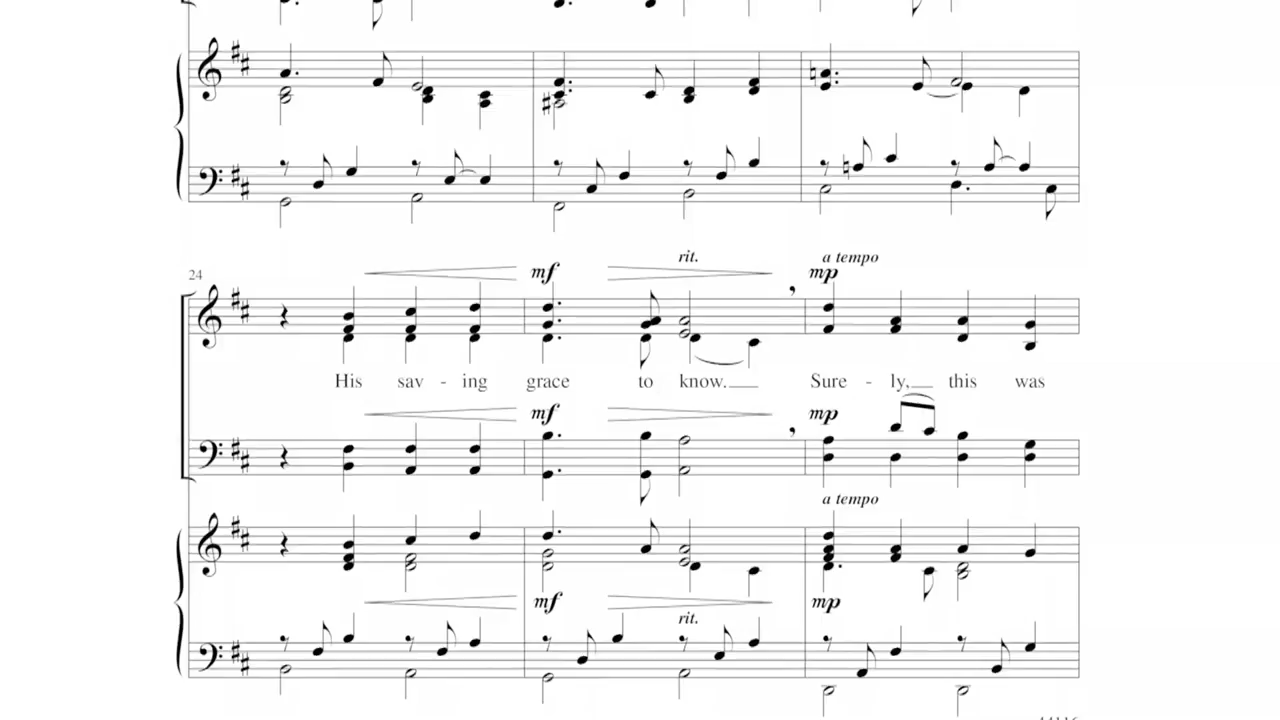 24
mf
rit.
a tempo
mp
His sav - ing grace to know. Sure - ly, this was
mf
mp
a tempo
mf
rit.
mp